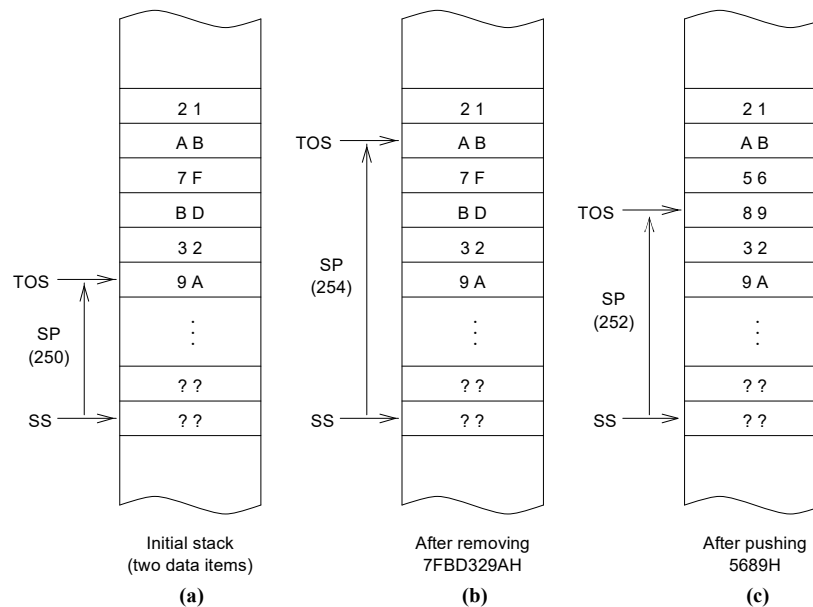 2 1
A B
7 F
B D
3 2
TOS
9 A
SP
(250)
? ?
SS
? ?
Initial stack
(two data items)
(a)
2 1
TOS
A B
7 F
B D
3 2
SP
(254)
9 A
? ?
SS
? ?
After removing
7FBD329AH
(b)
2 1
A B
5 6
TOS
8 9
3 2
9 A
SP
(252)
? ?
SS
? ?
After pushing
5689H
(c)